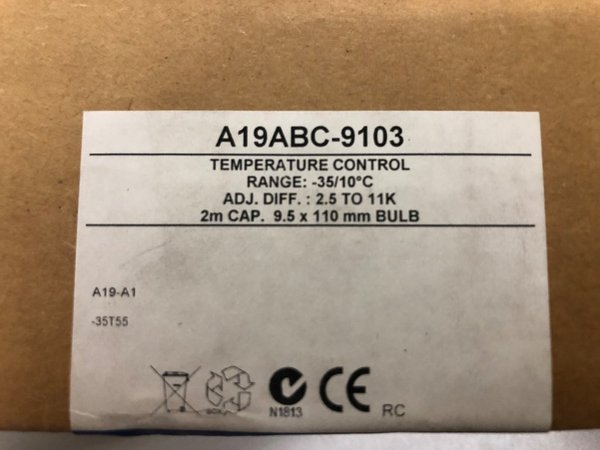 A19ABC-9103
TEMPERATURE CONTROL
RANGE: -35/10°C
ADJ. DIFF. : 2.5 TO 11K
2m CAP. 9.5 x 110 mm BULB
A19-A1
-35T55
BOX
N1813
CE
RC